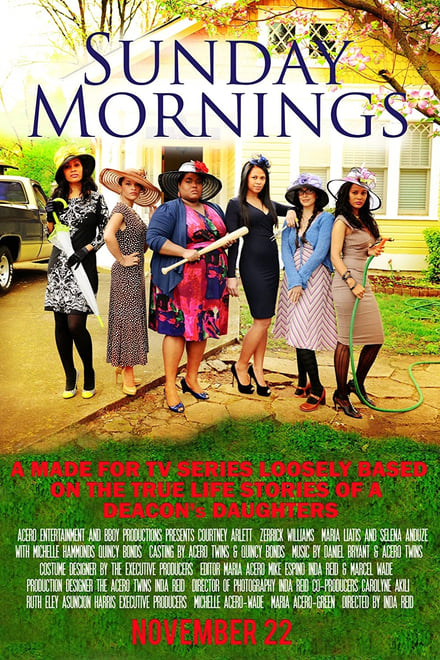 SUNDAY
MORNINGS
A MADE FOR TV SERIES LOOSELY BASED
ON THE TRUE LIFE STORIES OF A
DEACON's DAUGHTERS
ACERO ENTERTAINMENT AND BBOY PRODUCTIONS PRESENTS COURTNEY ARLETT ZERRICK WILLIAMS MARIA LIATIS AND SELENA ANDUZE
WITH MICHELLE HAMMONDS QUINCY BONDS CASTING BY ACERO TWINS & QUINCY BONDS MUSIC BY DANIEL BRYANT & ACERO TWINS
COSTUME DESIGNER BY THE EXECUTIVE PRODUCERS EDITOR MARIA ACERO MIKE ESPINO INDA REID & MARCEL WADE
PRODUCTION DESIGNER THE ACERO TWINS INDA REID DIRECTOR OF PHOTOGRAPHY INDA REID CO-PRODUCERS CAROLYNE AKILI
RUTH ELEY ASUNCION HARRIS EXECUTIVE PRODUCERS MICHELLE ACERO-WADE MARIA ACERO-GREEN DIRECTED BY INDA REID
NOVEMBER 22